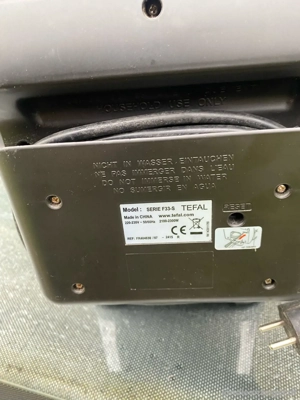 HOUSEHOLD USE ONLY
NICHT IN WASSER EINTAUCHEN
NE PAS IMMERGER DANS L'EAU
DO NOT IMMERSE IN WATER
NO SUMERGIR EN AGUA
Model : SERIE F33-S TEFAL
Made in CHINA www.tefal.com
CE
RESET